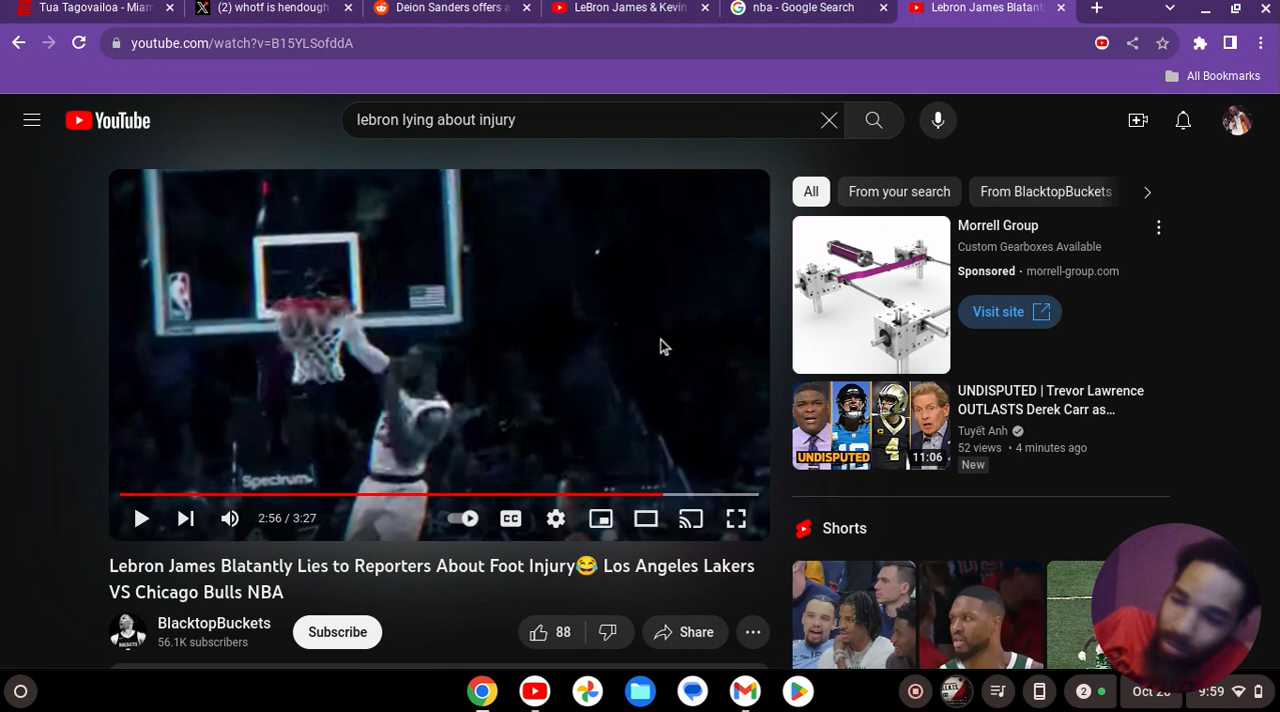 Tua Tagovailoa - Miam
(2) whotf is hendough
Deion Sanders offers a
LeBron James & Kevin
nba - Google Search
Lebron James Blatant
youtube.com/watch?v=B15YLSofddA
All Bookmarks
YouTube
lebron lying about injury
All
From your search
From BlacktopBuckets
Morrell Group
Custom Gearboxes Available
Sponsored · morrell-group.com
Visit site
UNDISPUTED | Trevor Lawrence
OUTLASTS Derek Carr as…
Tuyết Anh
52 views • 4 minutes ago
New
UNDISPUTED
11:06
Spectrum
2:56 / 3:27
CC
Lebron James Blatantly Lies to Reporters About Foot Injury😂 Los Angeles Lakers
VS Chicago Bulls NBA
BlacktopBuckets
56.1K subscribers
Subscribe
88
Share
Shorts
2
Oct 20
9:59